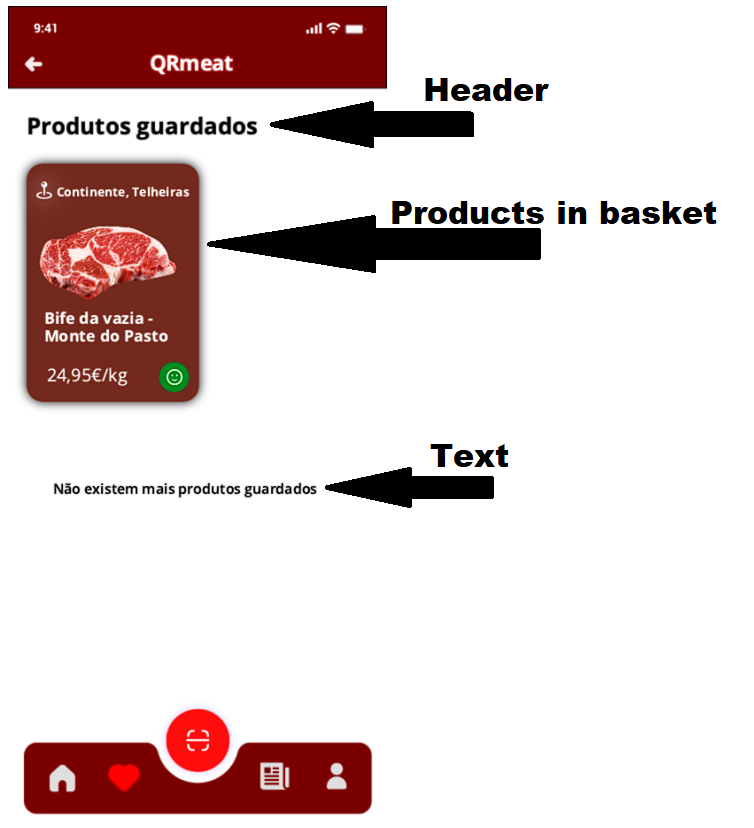 9:41
QRmeat
Header
Produtos guardados
Continente, Telheiras
Products in basket
Bife da vazia -
Monte do Pasto
24,95€/kg
Text
Não existem mais produtos guardados